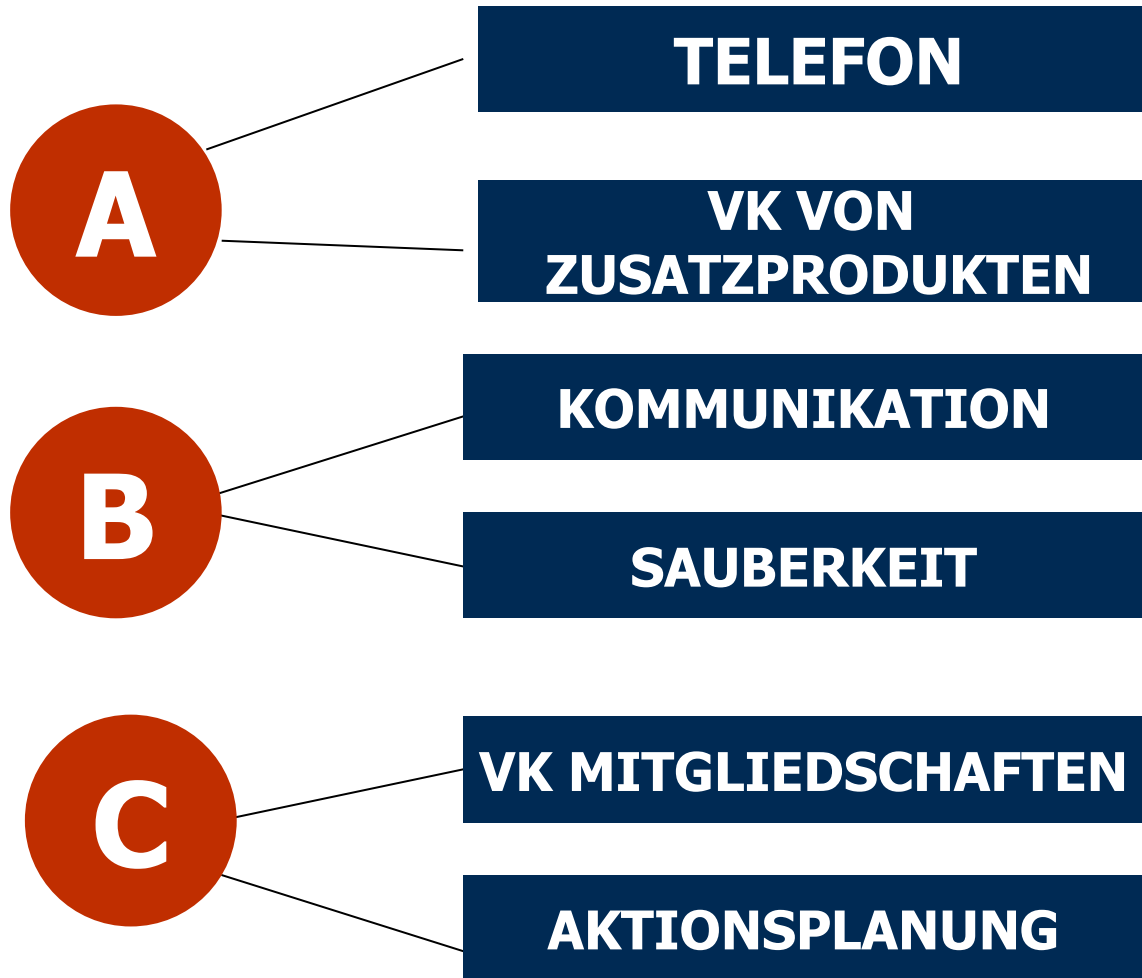 A
TELEFON
VK VON
ZUSATZPRODUKTEN
B
KOMMUNIKATION
SAUBERKEIT
C
VK MITGLIEDSCHAFTEN
AKTIONSPLANUNG